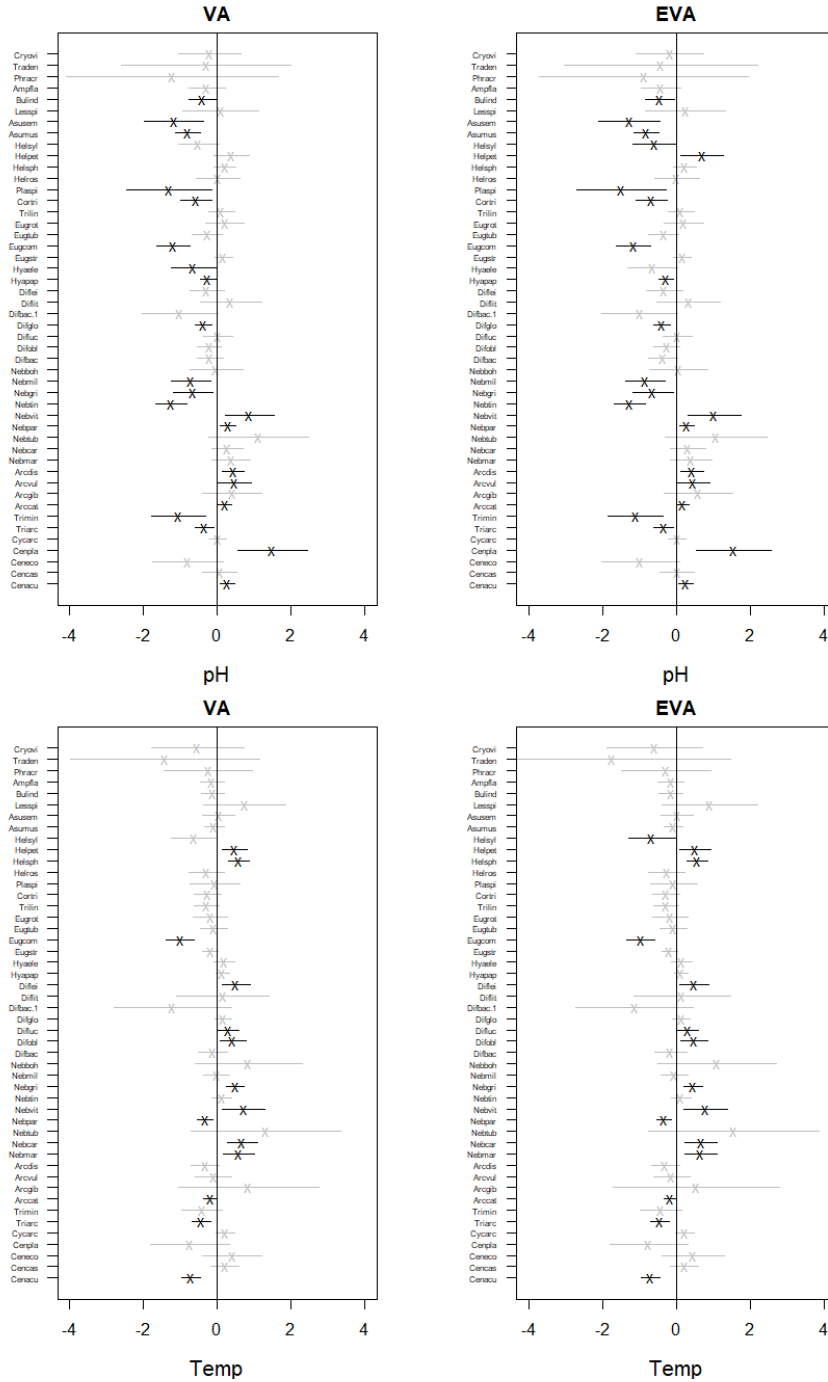 VA
Cryovi
Traden
Phracr
Ampfla
Bulind
Lesspi
Asusem
Asumus
Helsyl
Helpet
Helsph
Helros
Plaspi
Cortri
Trilin
Eugrot
Eugtub
Eugcom
Eugstr
Hyaele
Hyapap
Diflei
Diflit
Difbac.1
Difglo
Difluc
Difobl
Difbac
Nebboh
Nebmil
Nebgri
Nebtin
Nebvit
Nebpar
Nebtub
Nebcar
Nebmar
Arcdis
Arcvul
Arcgib
Arccat
Trimin
Triarc
Cycarc
Cenpla
Ceneco
Cencas
Cenacu
-4 -2 0 2 4
pH
EVA
Cryovi
Traden
Phracr
Ampfla
Bulind
Lesspi
Asusem
Asumus
Helsyl
Helpet
Helsph
Helros
Plaspi
Cortri
Trilin
Eugrot
Eugtub
Eugcom
Eugstr
Hyaele
Hyapap
Diflei
Diflit
Difbac.1
Difglo
Difluc
Difobl
Difbac
Nebboh
Nebmil
Nebgri
Nebtin
Nebvit
Nebpar
Nebtub
Nebcar
Nebmar
Arcdis
Arcvul
Arcgib
Arccat
Trimin
Triarc
Cycarc
Cenpla
Ceneco
Cencas
Cenacu
-4 -2 0 2 4
pH
VA
Cryovi
Traden
Phracr
Ampfla
Bulind
Lesspi
Asusem
Asumus
Helsyl
Helpet
Helsph
Helros
Plaspi
Cortri
Trilin
Eugrot
Eugtub
Eugcom
Eugstr
Hyaele
Hyapap
Diflei
Diflit
Difbac.1
Difglo
Difluc
Difobl
Difbac
Nebboh
Nebmil
Nebgri
Nebtin
Nebvit
Nebpar
Nebtub
Nebcar
Nebmar
Arcdis
Arcvul
Arcgib
Arccat
Trimin
Triarc
Cycarc
Cenpla
Ceneco
Cencas
Cenacu
-4 -2 0 2 4
Temp
EVA
Cryovi
Traden
Phracr
Ampfla
Bulind
Lesspi
Asusem
Asumus
Helsyl
Helpet
Helsph
Helros
Plaspi
Cortri
Trilin
Eugrot
Eugtub
Eugcom
Eugstr
Hyaele
Hyapap
Diflei
Diflit
Difbac.1
Difglo
Difluc
Difobl
Difbac
Nebboh
Nebmil
Nebgri
Nebtin
Nebvit
Nebpar
Nebtub
Nebcar
Nebmar
Arcdis
Arcvul
Arcgib
Arccat
Trimin
Triarc
Cycarc
Cenpla
Ceneco
Cencas
Cenacu
-4 -2 0 2 4
Temp